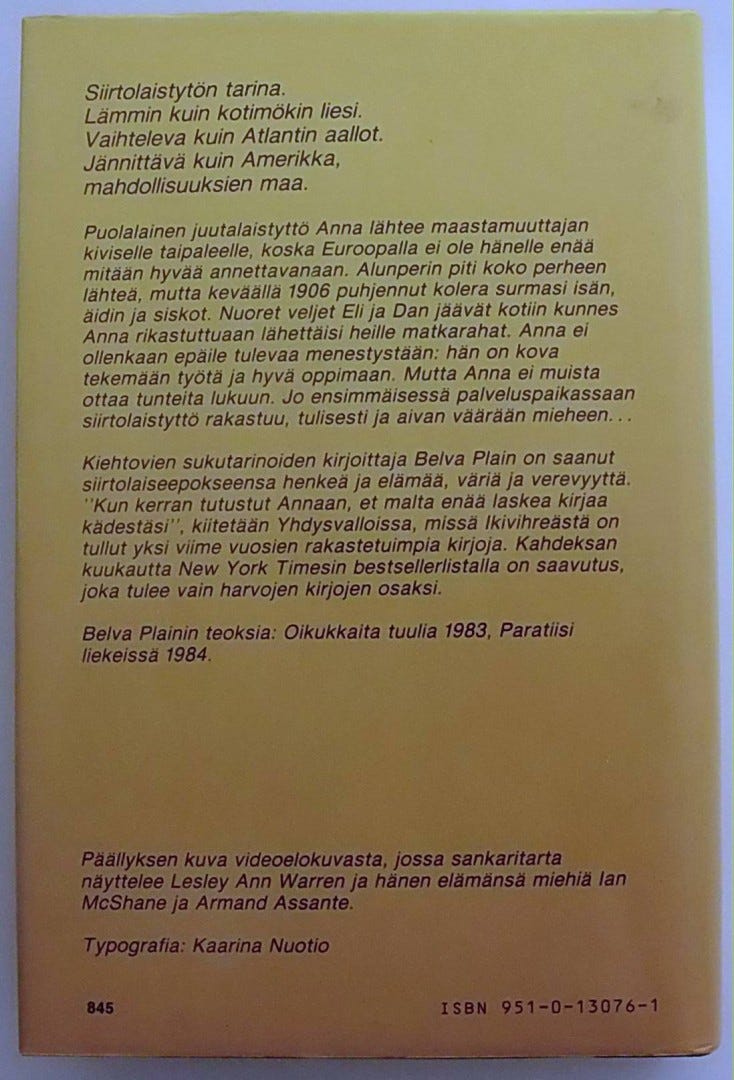 Siirtolaistytön tarina.
Lämmin kuin kotimökin liesi.
Vaihteleva kuin Atlantin aallot.
Jännittävä kuin Amerikka,
mahdollisuuksien maa.
Puolalainen juutalaistyttö Anna lähtee maastamuuttajan
kiviselle taipaleelle, koska Euroopalla ei ole hänelle enää
mitään hyvää annettavanaan. Alunperin piti koko perheen
lähteä, mutta keväällä 1906 puhjennut kolera surmasi isän,
äidin ja siskot. Nuoret veljet Eli ja Dan jäävät kotiin kunnes
Anna rikastuttuaan lähettäisi heille matkarahat. Anna ei
ollenkaan epäile tulevaa menestystään: hän on kova
tekemään työtä ja hyvä oppimaan. Mutta Anna ei muista
ottaa tunteita lukuun. Jo ensimmäisessä palveluspaikassaan
siirtolaistyttö rakastuu, tulisesti ja aivan väärään mieheen...
Kiehtovien sukutarinoiden kirjoittaja Belva Plain on saanut
siirtolaiseepokseensa henkeä ja elämää, väriä ja verevyyttä.
"Kun kerran tutustut Annaan, et malta enää laskea kirjaa
kädestäsi", kiitetään Yhdysvalloissa, missä Ikivihreästä on
tullut yksi viime vuosien rakastetuimpia kirjoja. Kahdeksan
kuukautta New York Timesin bestsellerlistalla on saavutus,
joka tulee vain harvojen kirjojen osaksi.
Belva Plainin teoksia: Oikukkaita tuulia 1983, Paratiisi
liekeissä 1984.
Päällyksen kuva videoelokuvasta, jossa sankaritarta
näyttelee Lesley Ann Warren ja hänen elämänsä miehiä Ian
McShane ja Armand Assante.
Typografia: Kaarina Nuotio
845 ISBN 951-0-13076-1